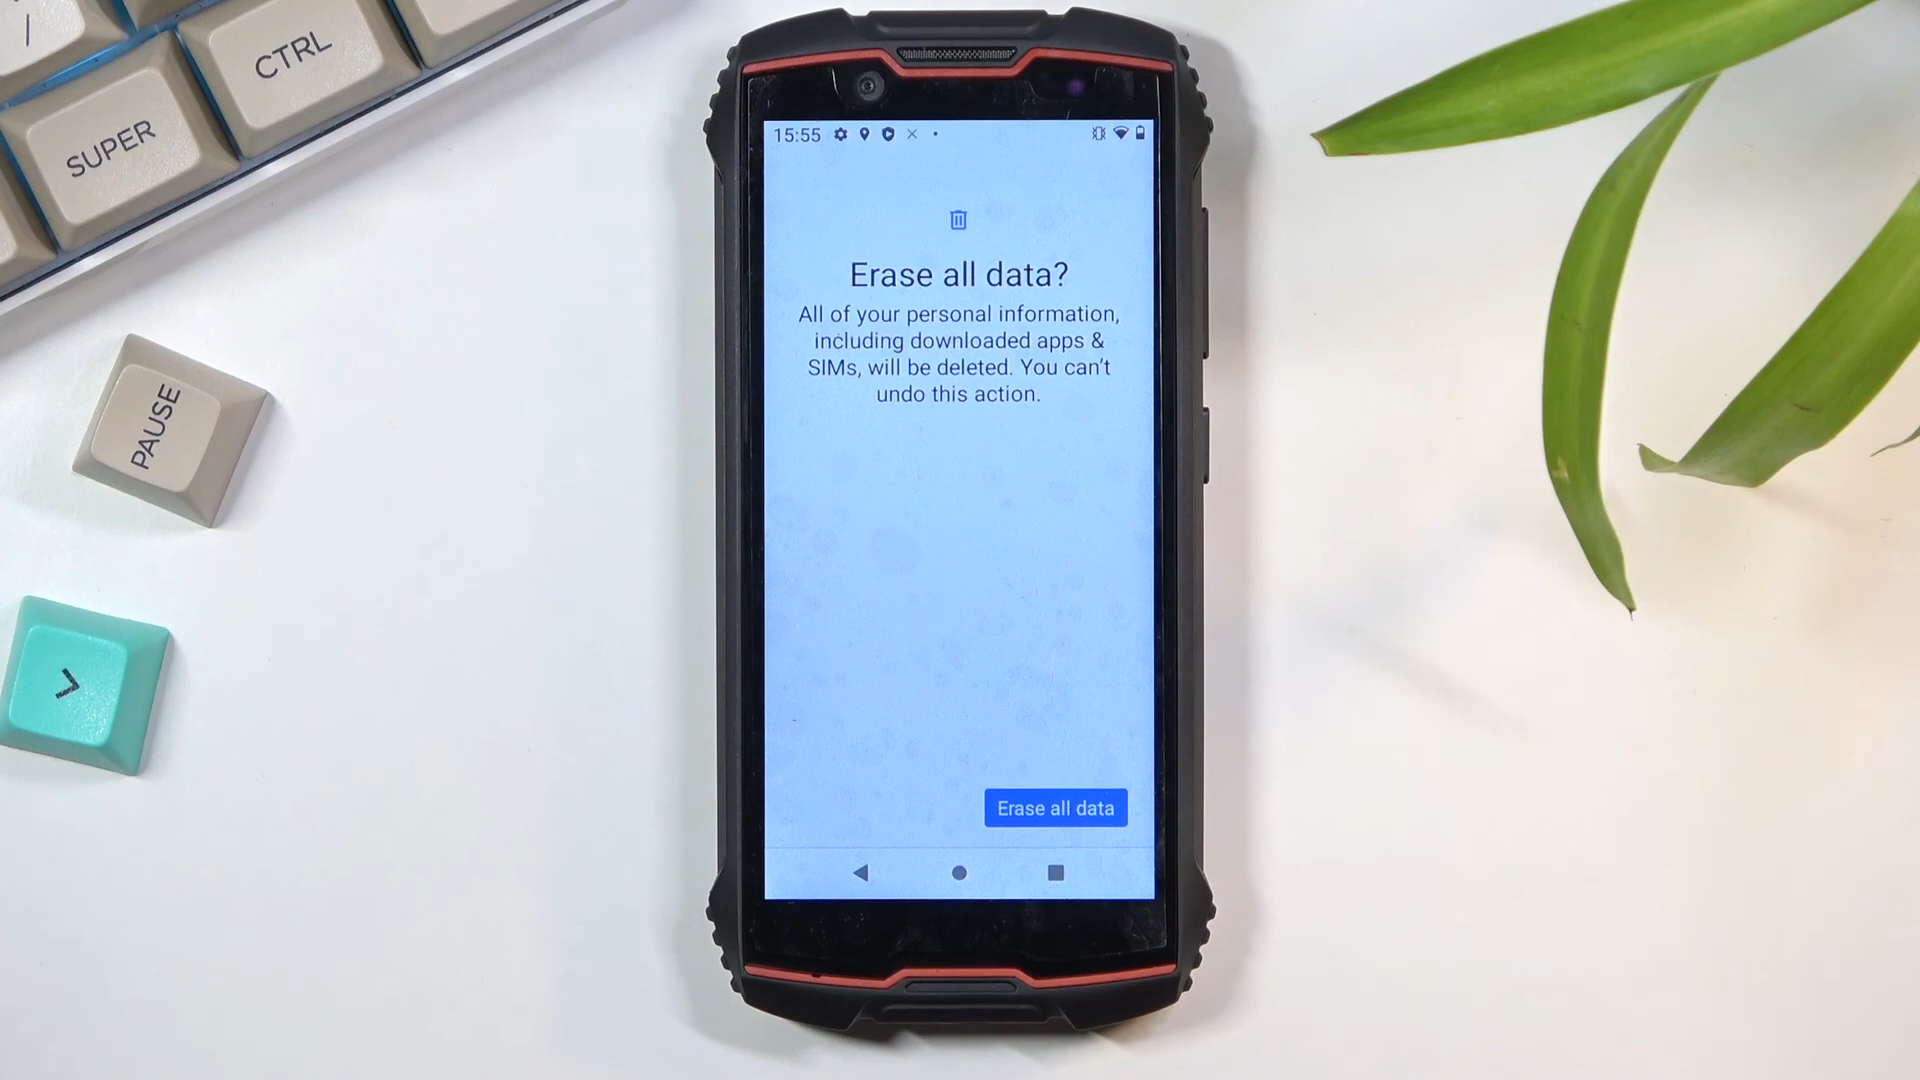 /
CTRL
SUPER
PAUSE
15:55
Erase all data?
All of your personal information,
including downloaded apps &
SIMs, will be deleted. You can't
undo this action.
Erase all data